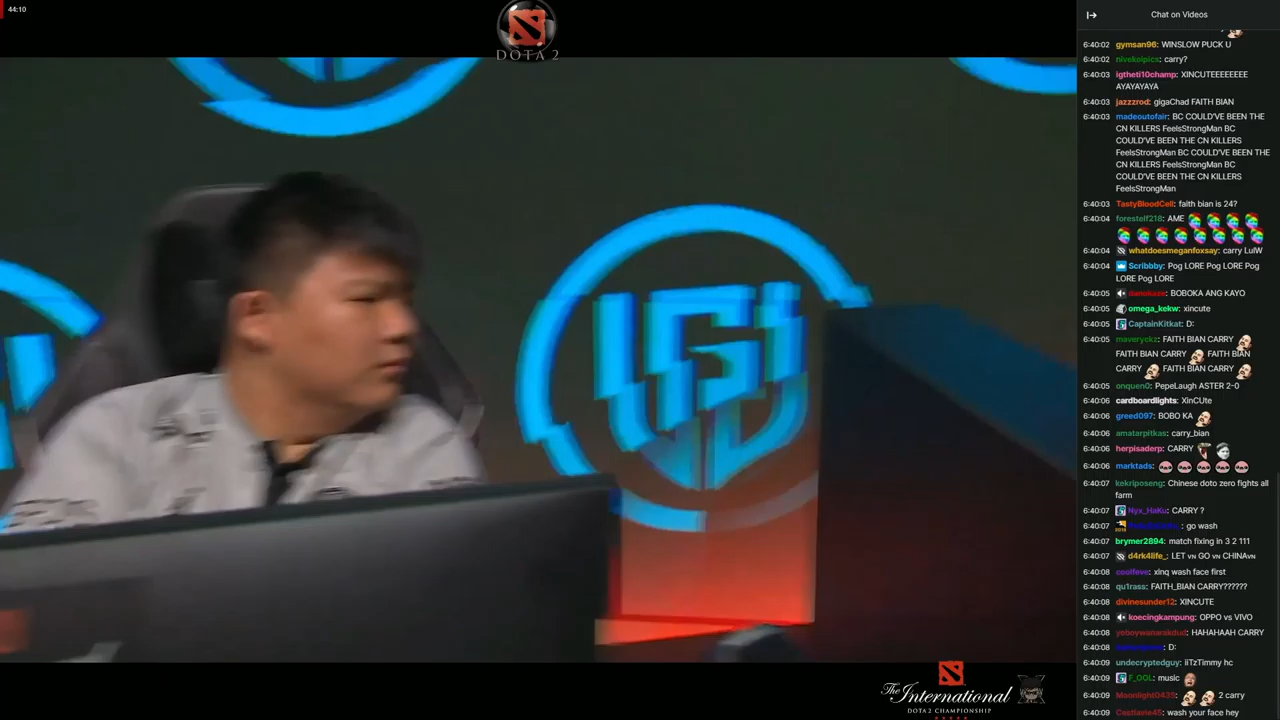 44:10
DOTA 2
LGD
The International
DOTA 2 CHAMPIONSHIP
Chat on Videos
6:40:02 gymsan96: WINSLOW PUCK U
6:40:02 nivekoipics: carry?
6:40:03 igtheti10champ: XINCUTEEEEEEEE
AYAYAYAYA
6:40:03 jazzzrod: gigaChad FAITH BIAN
6:40:03 madeoutofair: BC COULD'VE BEEN THE
CN KILLERS FeelsStrongMan BC
COULD'VE BEEN THE CN KILLERS
FeelsStrongMan BC COULD'VE BEEN THE
CN KILLERS FeelsStrongMan BC
COULD'VE BEEN THE CN KILLERS
FeelsStrongMan
6:40:03 TastyBloodCell: faith bian is 24?
6:40:04 forestelf218: AME
6:40:04 whatdoesmeganfoxsay: carry LulW
6:40:04 Scribbby: Pog LORE Pog LORE Pog
LORE Pog LORE
6:40:05 BOBOKA ANG KAYO
6:40:05 omega_kekw: xincute
6:40:05 CaptainKitkat: D:
6:40:05 maveryckz: FAITH BIAN CARRY
FAITH BIAN CARRY FAITH BIAN
CARRY FAITH BIAN CARRY
6:40:05 onquen0: PepeLaugh ASTER 2-0
6:40:06 cardboardlights: XinCUte
6:40:06 greed097: BOBO KA
6:40:06 amatarpitkas: carry_bian
6:40:06 herpisaderp: CARRY
6:40:06 marktads:
6:40:07 kekriposeng: Chinese doto zero fights all
farm
6:40:07 Nyx_HaKu: CARRY ?
6:40:07 go wash
6:40:07 brymer2894: match fixing in 3 2 111
6:40:07 d4rk4life_: LET VN GO VN CHINAVN
6:40:08 coolfeve: xinq wash face first
6:40:08 qu1rass: FAITH_BIAN CARRY??????
6:40:08 divinesunder12: XINCUTE
6:40:08 koecingkampung: OPPO vs VIVO
6:40:08 HAHAHAAH CARRY
6:40:08 D:
6:40:09 undecryptedguy: iiTzTimmy hc
6:40:09 F_GOL: music
6:40:09 Moonlight0435: 2 carry
6:40:09 Castlavie45: wash your face hey